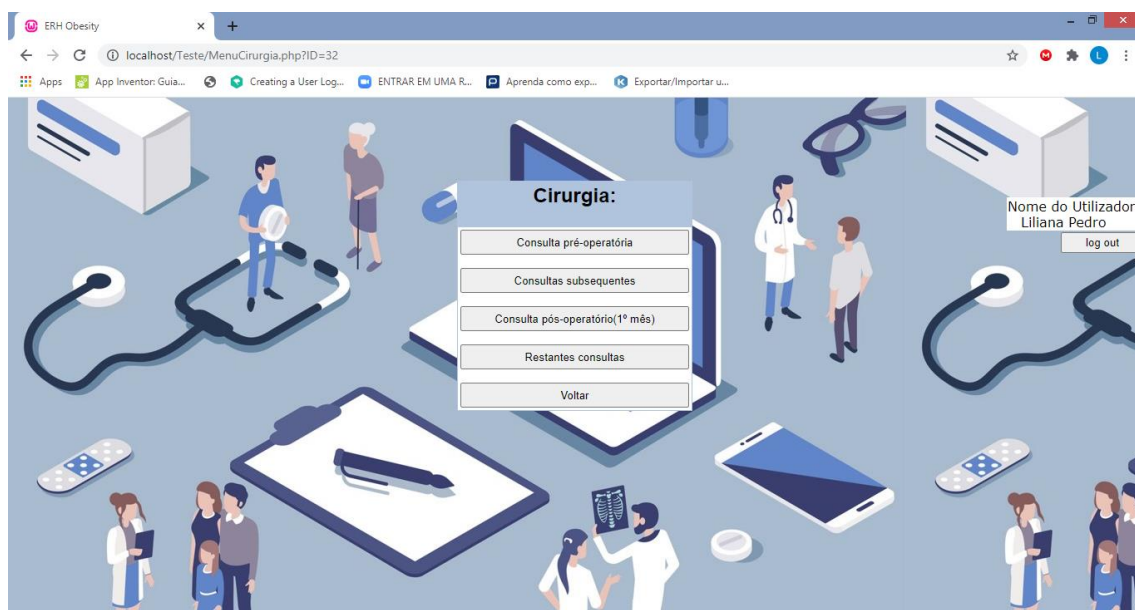 ERH Obesity
localhost/Teste/MenuCirurgia.php?ID=32
Apps App Inventor: Guia... Creating a User Log... ENTRAR EM UMA R... Aprenda como exp... Exportar/Importar u...
Cirurgia:
Nome do Utilizador
Liliana Pedro
log out
Consulta pré-operatória
Consultas subsequentes
Consulta pós-operatório(1º mês)
Restantes consultas
Voltar